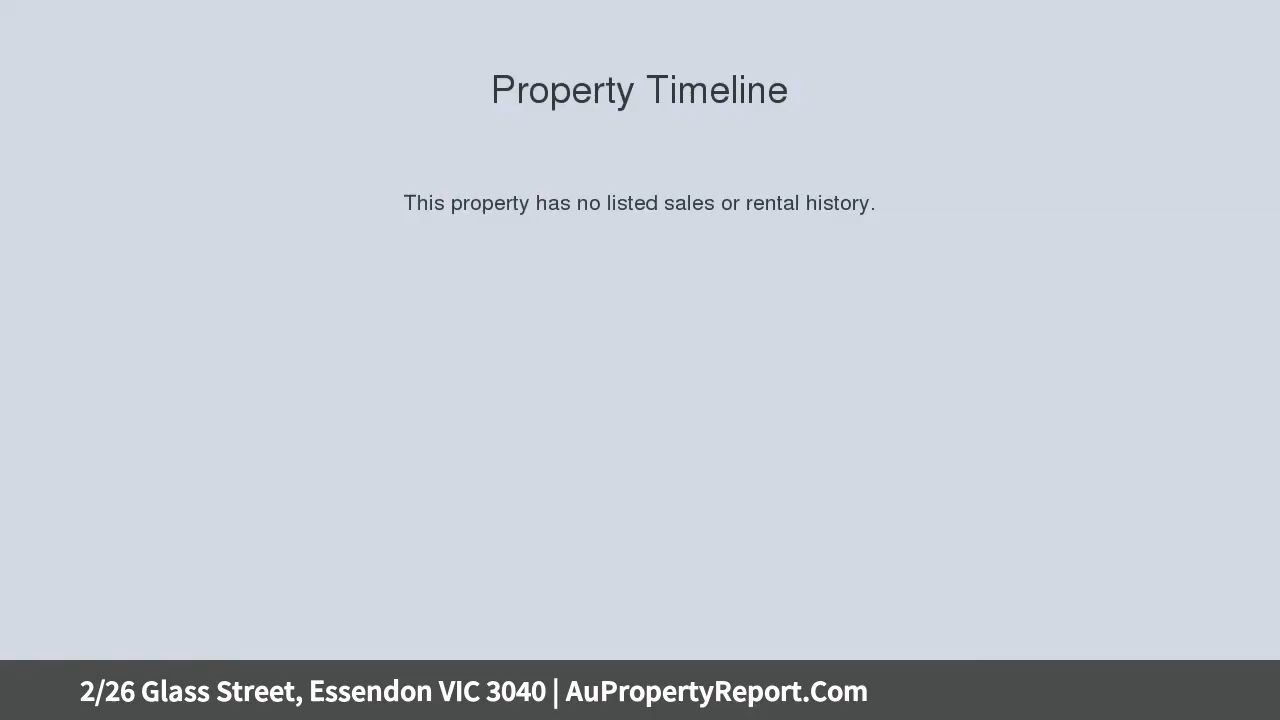 Property Timeline
This property has no listed sales or rental history.
2/26 Glass Street, Essendon VIC 3040 | AuPropertyReport.Com